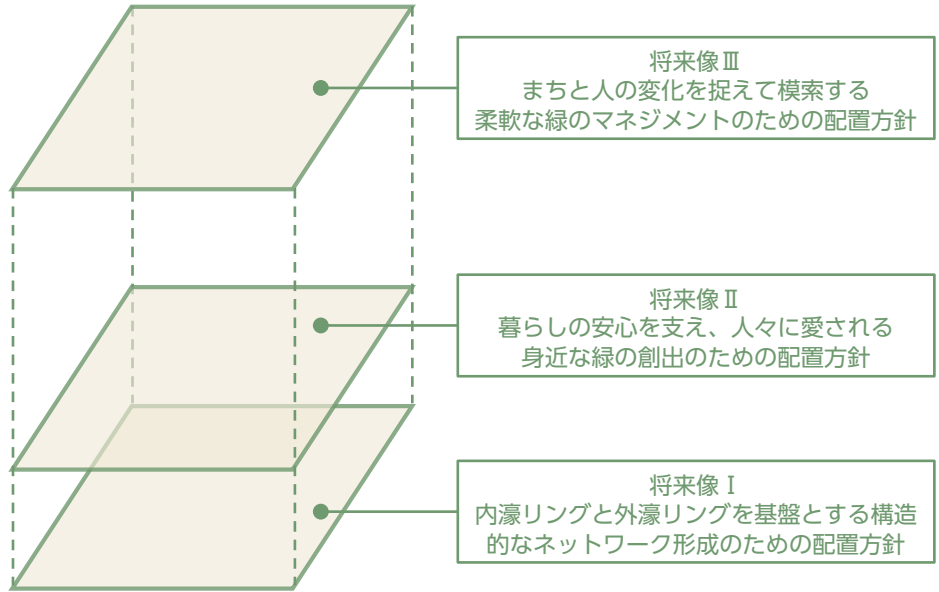 将来像Ⅲ
まちと人の変化を捉えて模索する
柔軟な緑のマネジメントのための配置方針
将来像Ⅱ
暮らしの安心を支え、人々に愛される
身近な緑の創出のための配置方針
将来像Ⅰ
内濠リングと外濠リングを基盤とする構造
的なネットワーク形成のための配置方針